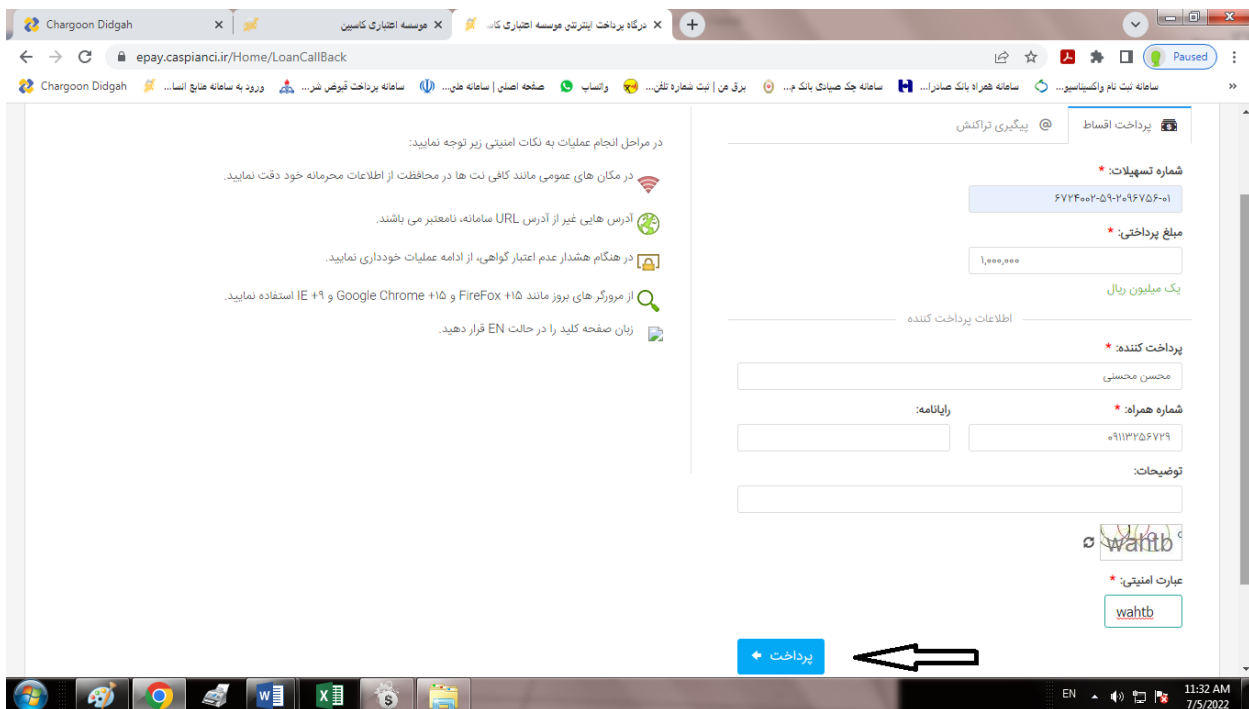 Chargoon Didgah
موسسه اعتباری کاسپین
درگاه پرداخت اینترنتی موسسه اعتباری کاسـ
epay.caspianci.ir/Home/LoanCallBack
Paused
Chargoon Didgah
ورود به سامانه منابع انسا...
سامانه پرداخت قبوض شر...
صفحه اصلی | سامانه ملی...
واتساپ
برق من | ثبت شماره تلفن...
سامانه چک صیادی بانک م...
سامانه همراه بانک صادرا...
سامانه ثبت نام واکسیناسیو...
پرداخت اقساط
پیگیری تراکنش
شماره تسهیلات: *
۶۷۲۴۰۰۲-۵۹-۲۰۹۶۷۵۶-۰۱
مبلغ پرداختی: *
۱,۰۰۰,۰۰۰
یک میلیون ریال
اطلاعات پرداخت کننده
پرداخت کننده: *
محسن محسنی
شماره همراه: *
رایانامه:
۰۹۱۱۳۲۵۶۷۲۹
توضیحات:
wahtb
عبارت امنیتی: *
wahtb
پرداخت
در مراحل انجام عملیات به نکات امنیتی زیر توجه نمایید:
در مکان های عمومی مانند کافی نت ها در محافظت از اطلاعات محرمانه خود دقت نمایید.
آدرس هایی غیر از آدرس URL سامانه، نامعتبر می باشند.
در هنگام هشدار عدم اعتبار گواهی، از ادامه عملیات خودداری نمایید.
از مرورگر های بروز مانند FireFox +۱۵ و Google Chrome +۱۵ و IE +۹ استفاده نمایید.
زبان صفحه کلید را در حالت EN قرار دهید.
EN
11:32 AM
7/5/2022